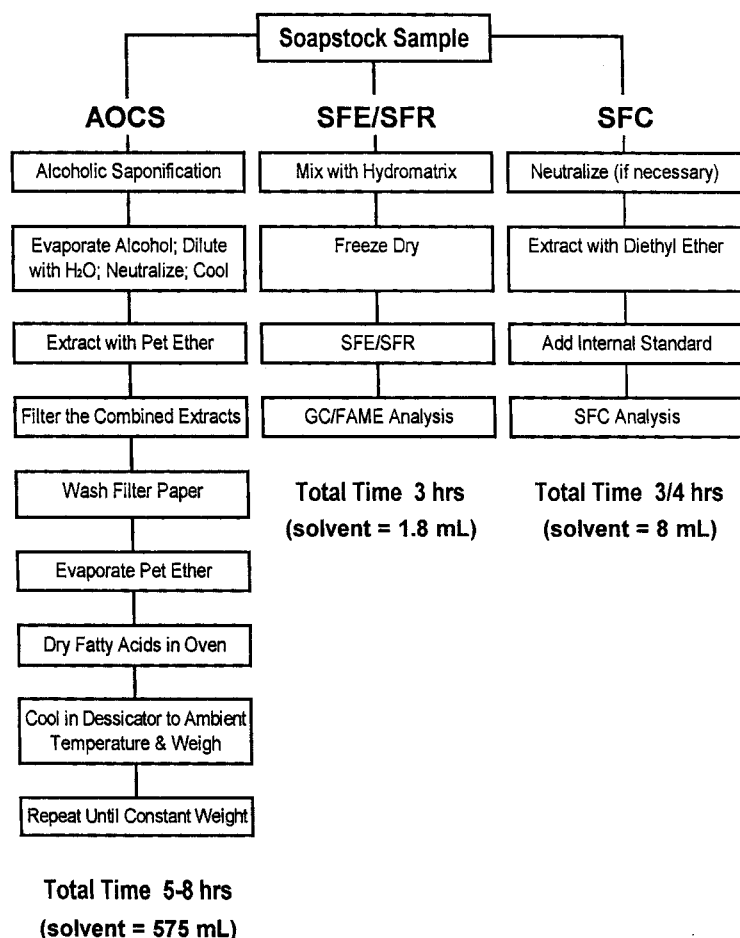 Soapstock Sample
AOCS
Alcoholic Saponification
Evaporate Alcohol; Dilute
with H₂O; Neutralize; Cool
Extract with Pet Ether
Filter the Combined Extracts
Wash Filter Paper
Evaporate Pet Ether
Dry Fatty Acids in Oven
Cool in Dessicator to Ambient
Temperature & Weigh
Repeat Until Constant Weight
Total Time 5-8 hrs
(solvent = 575 mL)
SFE/SFR
Mix with Hydromatrix
Freeze Dry
SFE/SFR
GC/FAME Analysis
Total Time 3 hrs
(solvent = 1.8 mL)
SFC
Neutralize (if necessary)
Extract with Diethyl Ether
Add Internal Standard
SFC Analysis
Total Time 3/4 hrs
(solvent = 8 mL)